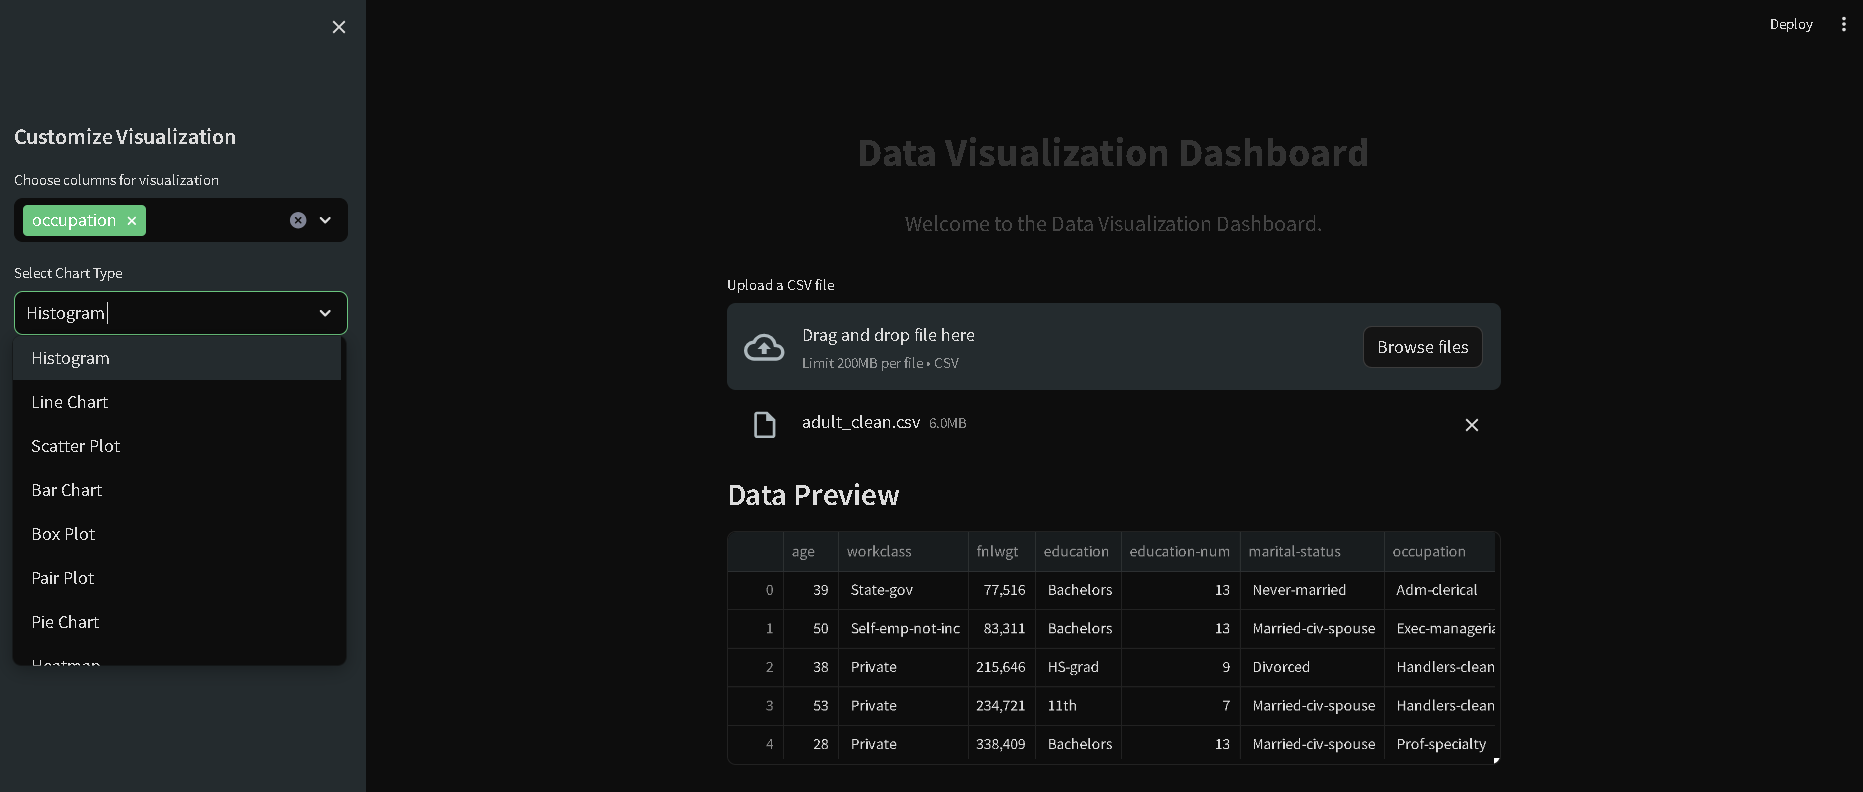 Deploy
Customize Visualization
Choose columns for visualization
occupation
Select Chart Type
Histogram
Histogram
Line Chart
Scatter Plot
Bar Chart
Box Plot
Pair Plot
Pie Chart
Heatmap
Data Visualization Dashboard
Welcome to the Data Visualization Dashboard.
Upload a CSV file
Drag and drop file here
Limit 200MB per file • CSV
Browse files
adult_clean.csv 6.0MB
Data Preview
age workclass fnlwgt education education-num marital-status occupation
0 39 State-gov 77,516 Bachelors 13 Never-married Adm-clerical
1 50 Self-emp-not-inc 83,311 Bachelors 13 Married-civ-spouse Exec-manageria
2 38 Private 215,646 HS-grad 9 Divorced Handlers-clean
3 53 Private 234,721 11th 7 Married-civ-spouse Handlers-clean
4 28 Private 338,409 Bachelors 13 Married-civ-spouse Prof-specialty